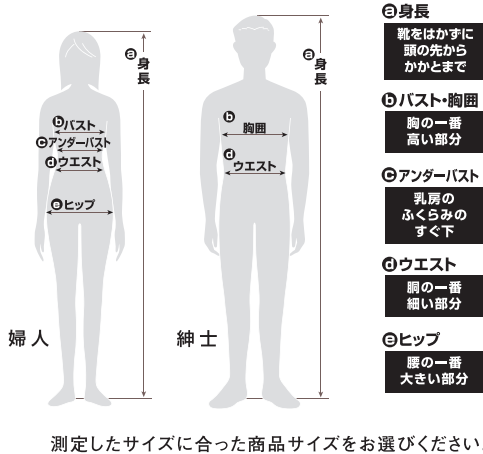 ⓐ身長
ⓑバスト
ⓒアンダーバスト
ⓓウエスト
ⓔヒップ
婦人
ⓐ身長
ⓑ胸囲
ⓓウエスト
紳士
ⓐ身長
靴をはかずに
頭の先から
かかとまで
ⓑバスト・胸囲
胸の一番
高い部分
ⓒアンダーバスト
乳房の
ふくらみの
すぐ下
ⓓウエスト
胴の一番
細い部分
ⓔヒップ
腰の一番
大きい部分
測定したサイズに合った商品サイズをお選びください。